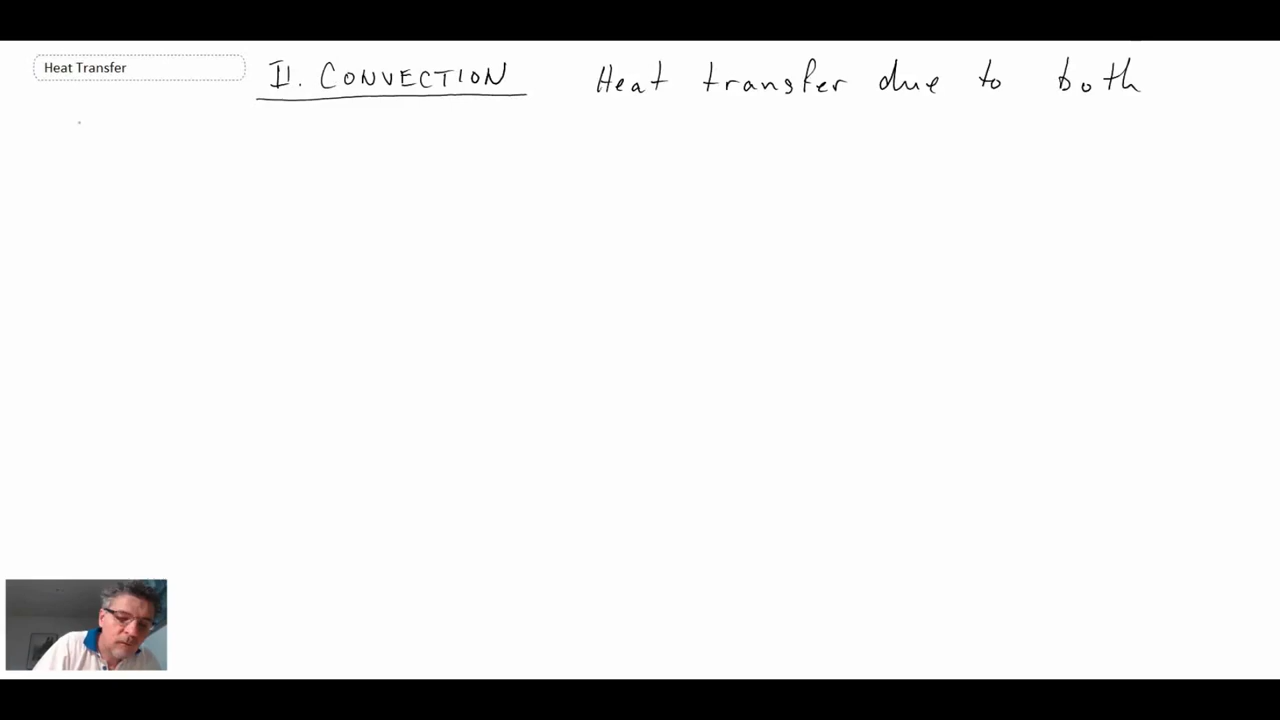 Heat Transfer
II. CONVECTION Heat transfer due to both